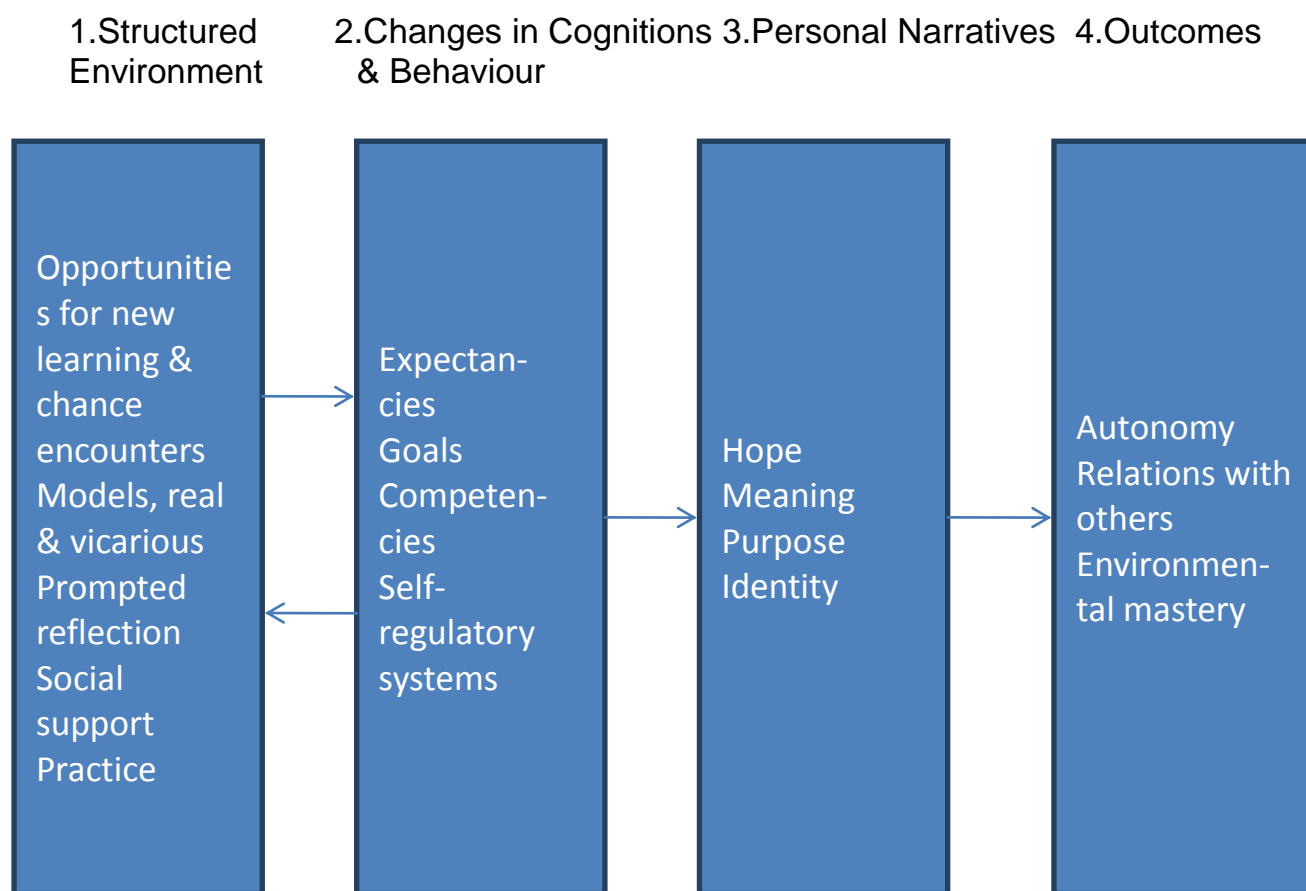 1.Structured
Environment
2.Changes in Cognitions
& Behaviour
3.Personal Narratives
4.Outcomes
Opportunitie
s for new
learning &
chance
encounters
Models, real
& vicarious
Prompted
reflection
Social
support
Practice
Expectan-
cies
Goals
Competen-
cies
Self-
regulatory
systems
Hope
Meaning
Purpose
Identity
Autonomy
Relations with
others
Environmen-
tal mastery